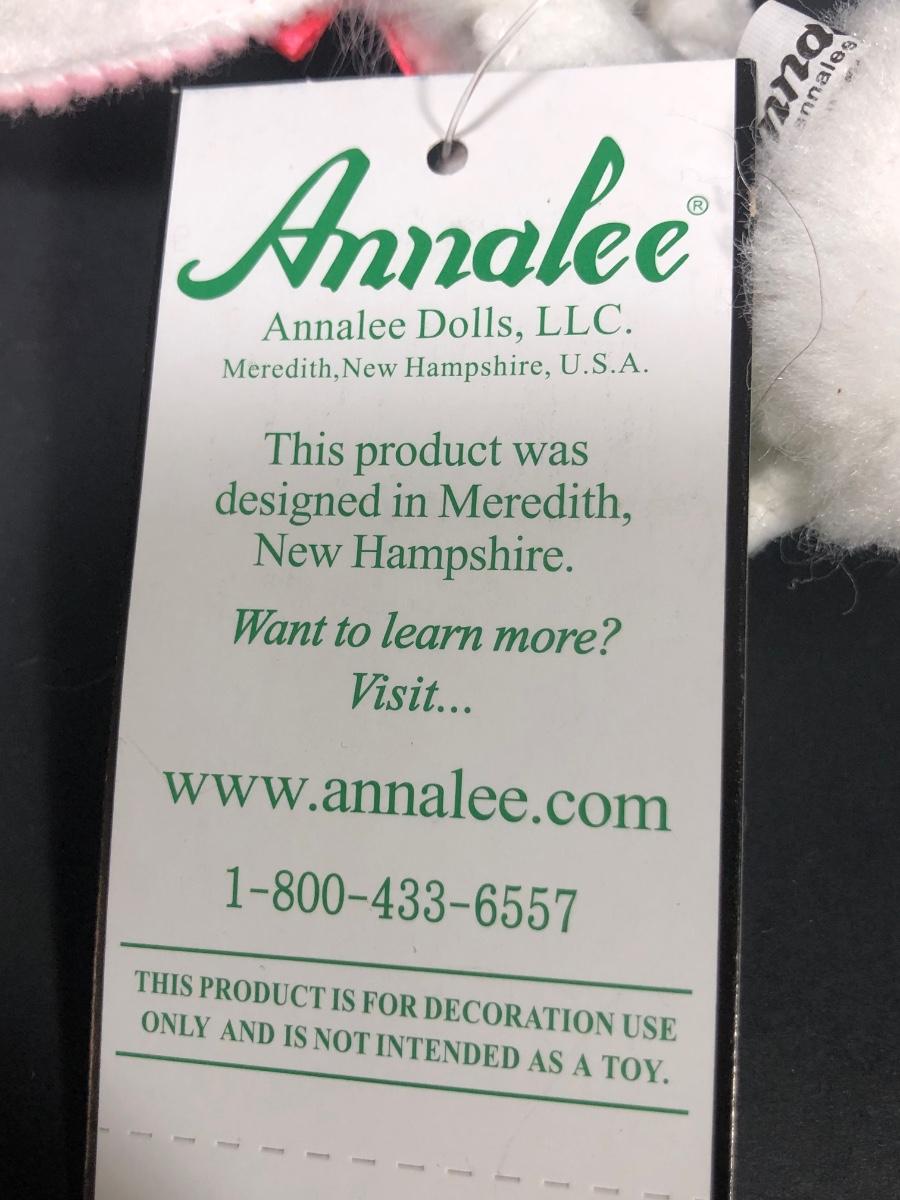 Annalee®
Annalee Dolls, LLC.
Meredith, New Hampshire, U.S.A.
This product was
designed in Meredith,
New Hampshire.
Want to learn more?
Visit...
www.annalee.com
1-800-433-6557
THIS PRODUCT IS FOR DECORATION USE
ONLY AND IS NOT INTENDED AS A TOY.